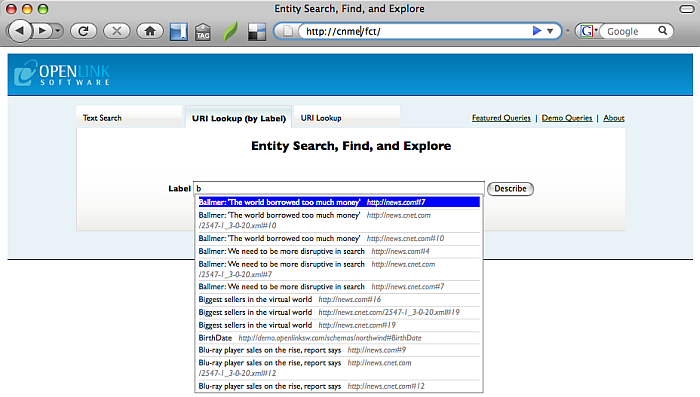 Entity Search, Find, and Explore
TAG
http://cnme/fct/
G Google
OPENLINK
SOFTWARE
Text Search
URI Lookup (by Label)
URI Lookup
Featured Queries | Demo Queries | About
Entity Search, Find, and Explore
Label b Describe
Ballmer: 'The world borrowed too much money' http://news.com#7
Ballmer: 'The world borrowed too much money' http://news.cnet.com
/2547-1_3-0-20.xml#10
Ballmer: 'The world borrowed too much money' http://news.com#10
Ballmer: We need to be more disruptive in search http://news.com#4
Ballmer: We need to be more disruptive in search http://news.cnet.com
/2547-1_3-0-20.xml#7
Ballmer: We need to be more disruptive in search http://news.com#7
Biggest sellers in the virtual world http://news.com#16
Biggest sellers in the virtual world http://news.cnet.com/2547-1_3-0-20.xml#19
Biggest sellers in the virtual world http://news.com#19
BirthDate http://demo.openlinksw.com/schemas/northwind#BirthDate
Blu-ray player sales on the rise, report says http://news.com#9
Blu-ray player sales on the rise, report says http://news.cnet.com
/2547-1_3-0-20.xml#12
Blu-ray player sales on the rise, report says http://news.com#12